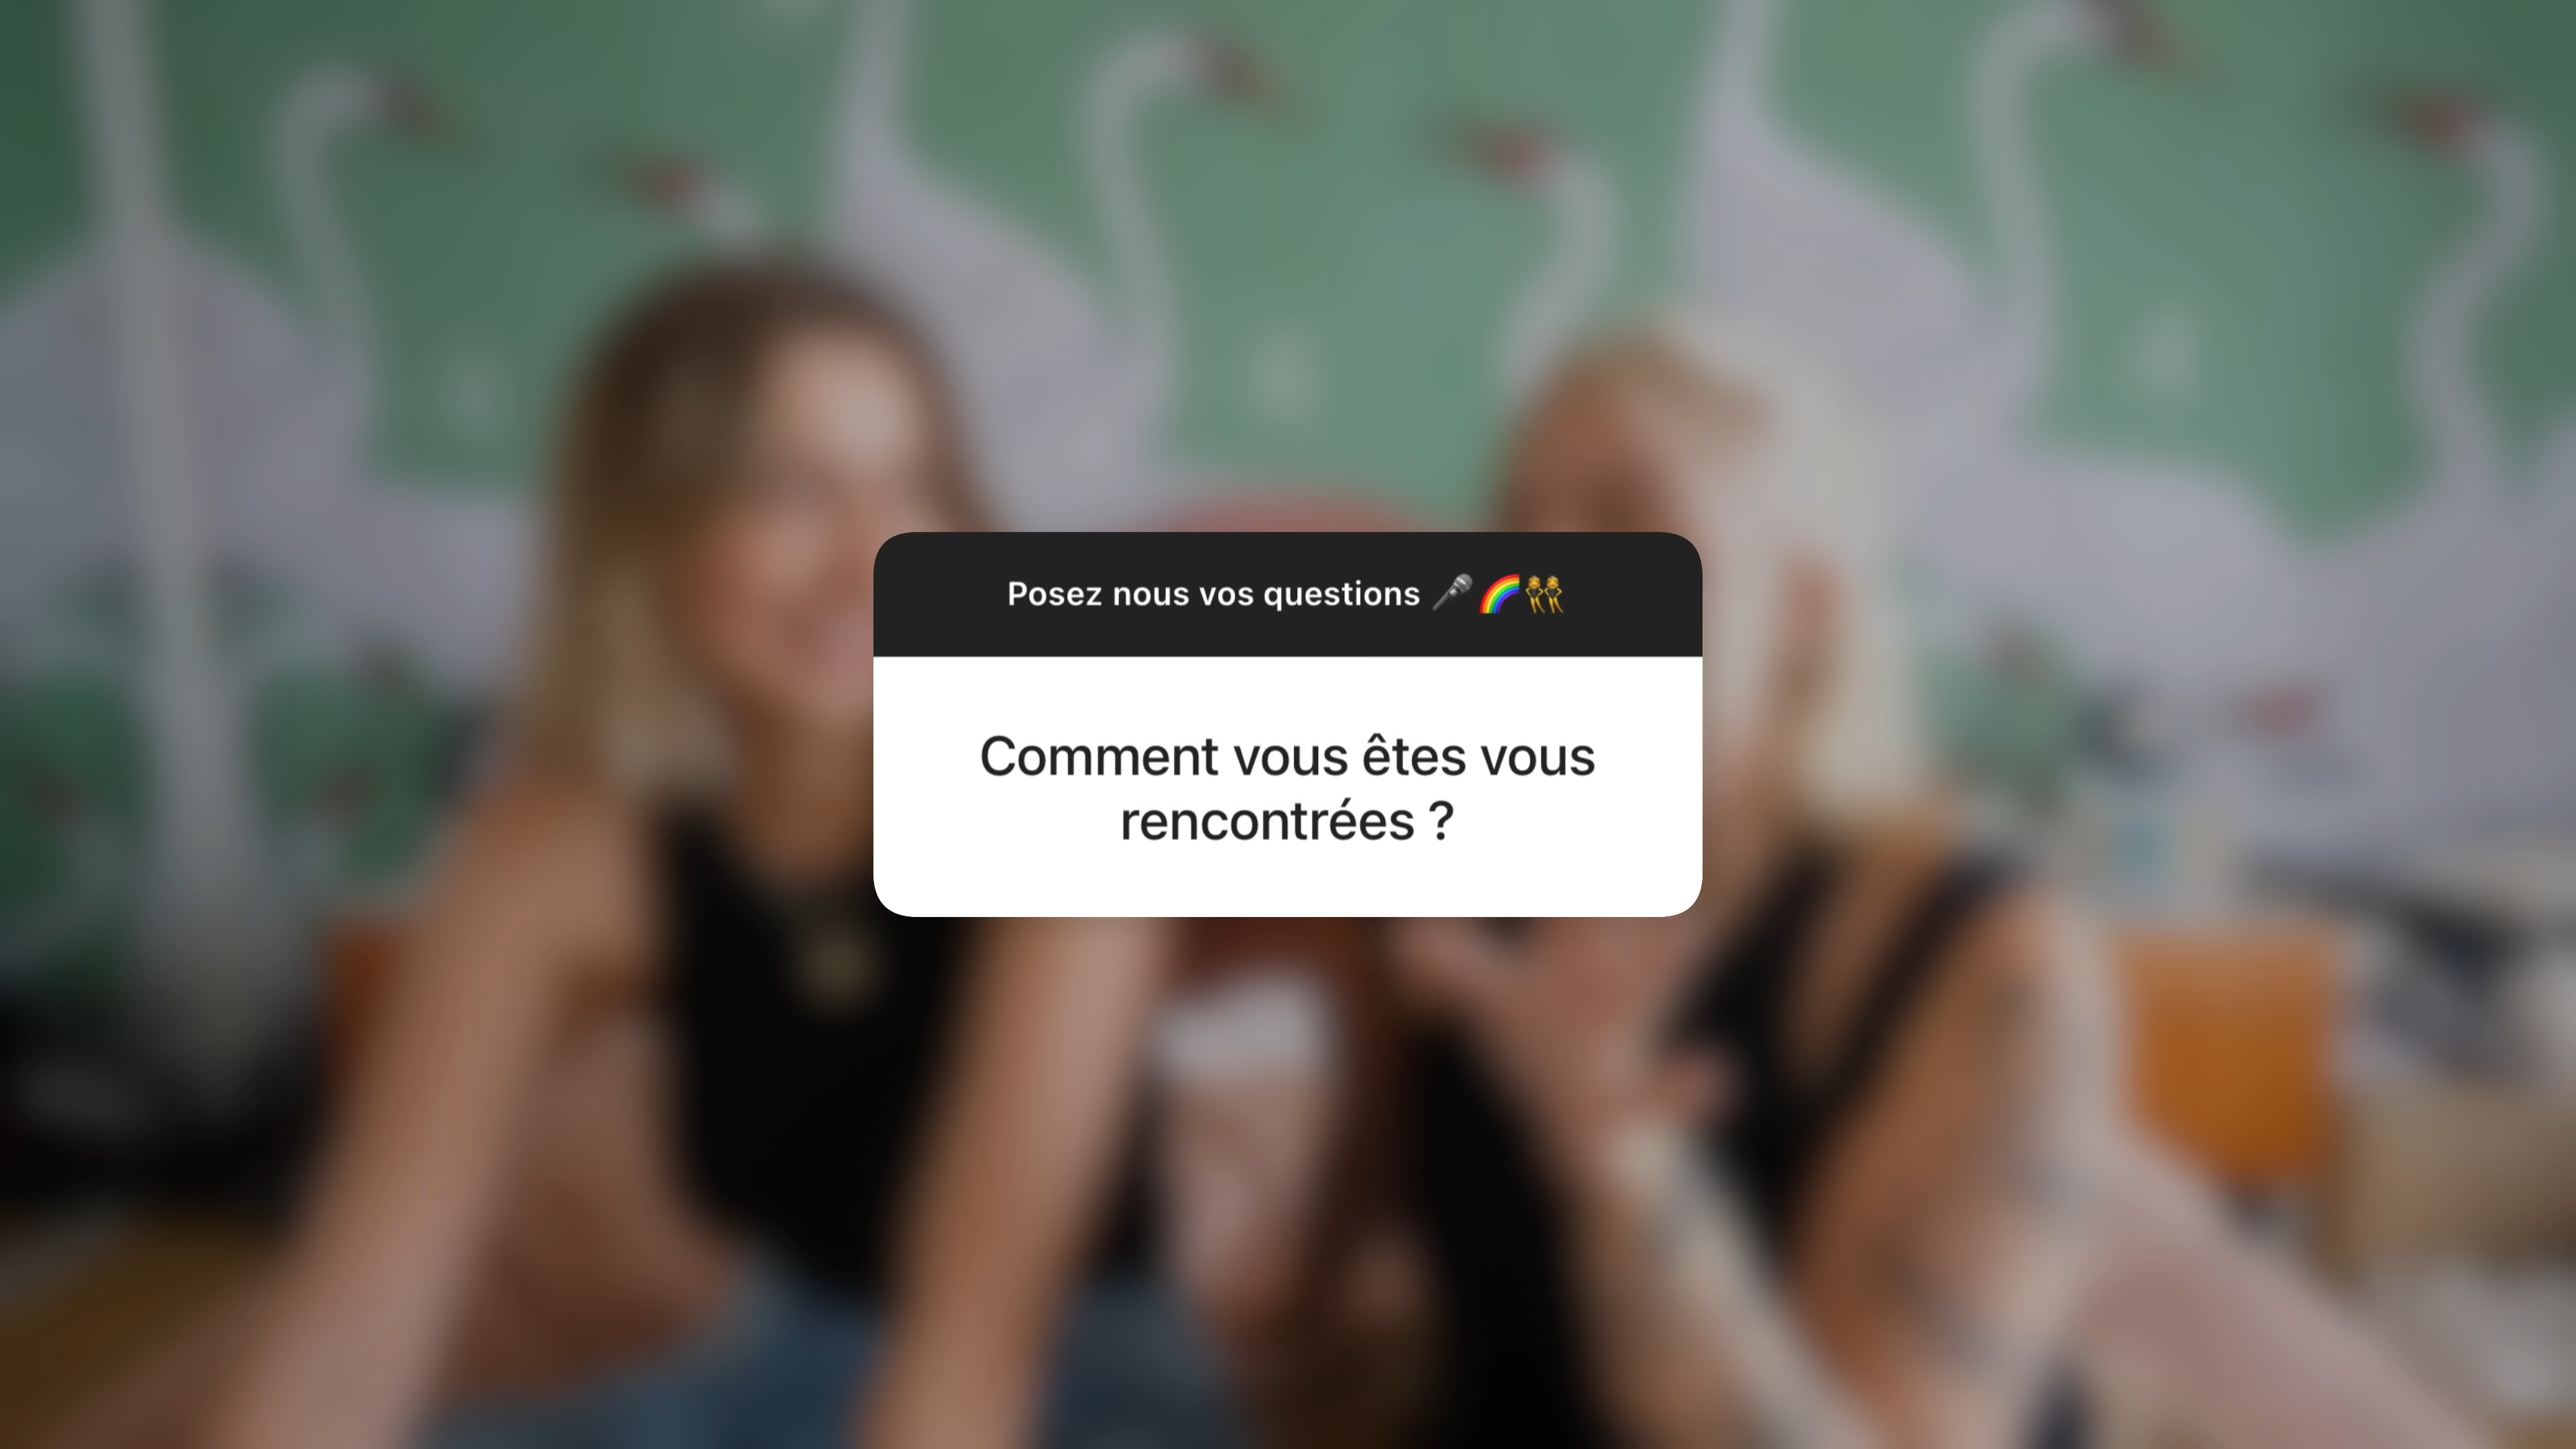 Posez nous vos questions 🎤🌈👯
Comment vous êtes vous
rencontrées ?